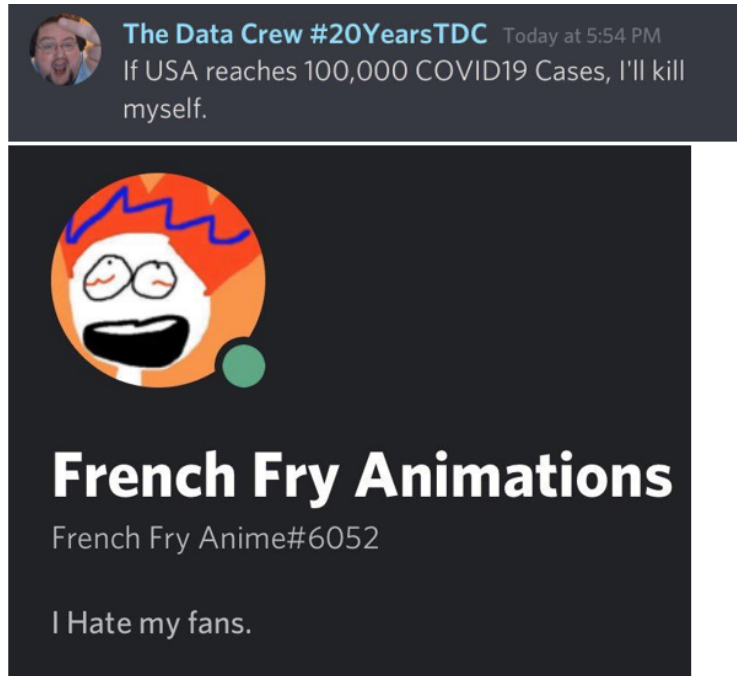 The Data Crew #20YearsTDC Today at 5:54 PM
If USA reaches 100,000 COVID19 Cases, I'll kill
myself.
French Fry Animations
French Fry Anime#6052
I Hate my fans.